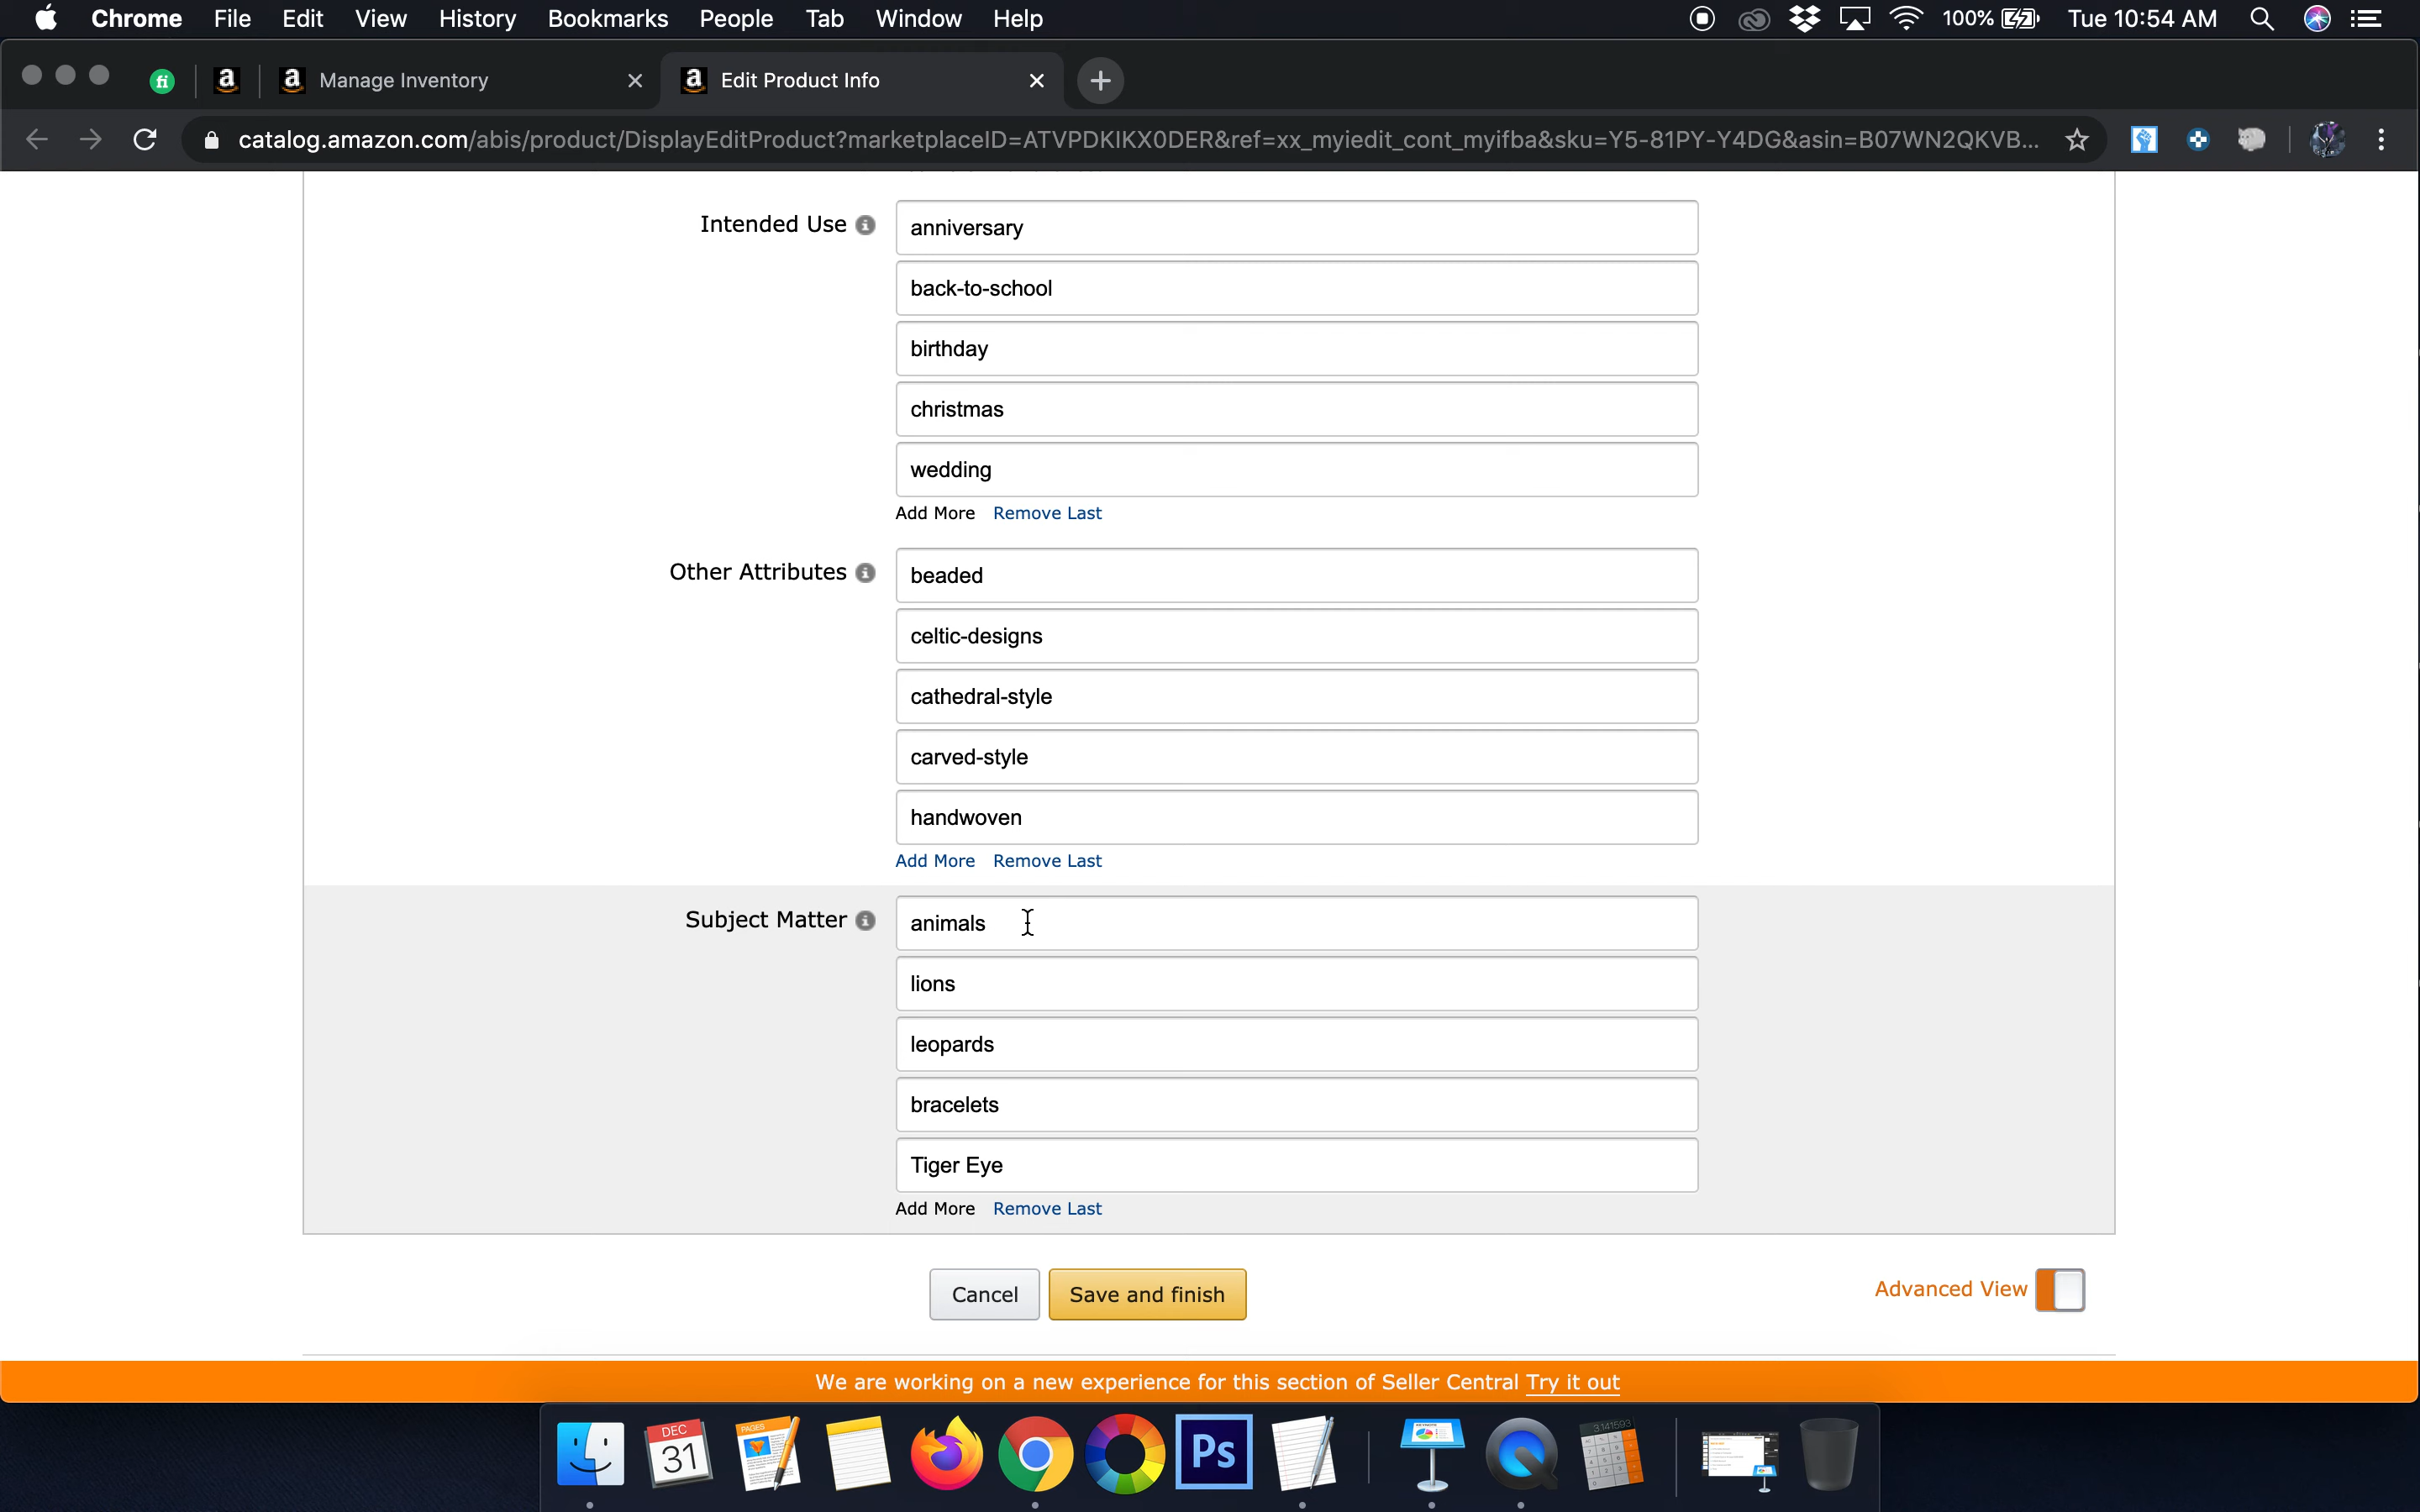 Chrome File Edit View History Bookmarks People Tab Window Help 100% Tue 10:54 AM
fi a a Manage Inventory a Edit Product Info
catalog.amazon.com/abis/product/DisplayEditProduct?marketplaceID=ATVPDKIKX0DER&ref=xx_myiedit_cont_myifba&sku=Y5-81PY-Y4DG&asin=B07WN2QKVB...
Intended Use anniversary
back-to-school
birthday
christmas
wedding
Add More Remove Last
Other Attributes beaded
celtic-designs
cathedral-style
carved-style
handwoven
Add More Remove Last
Subject Matter animals
lions
leopards
bracelets
Tiger Eye
Add More Remove Last
Cancel Save and finish Advanced View
We are working on a new experience for this section of Seller Central Try it out
DEC PAGES 3.141593
31 Ps